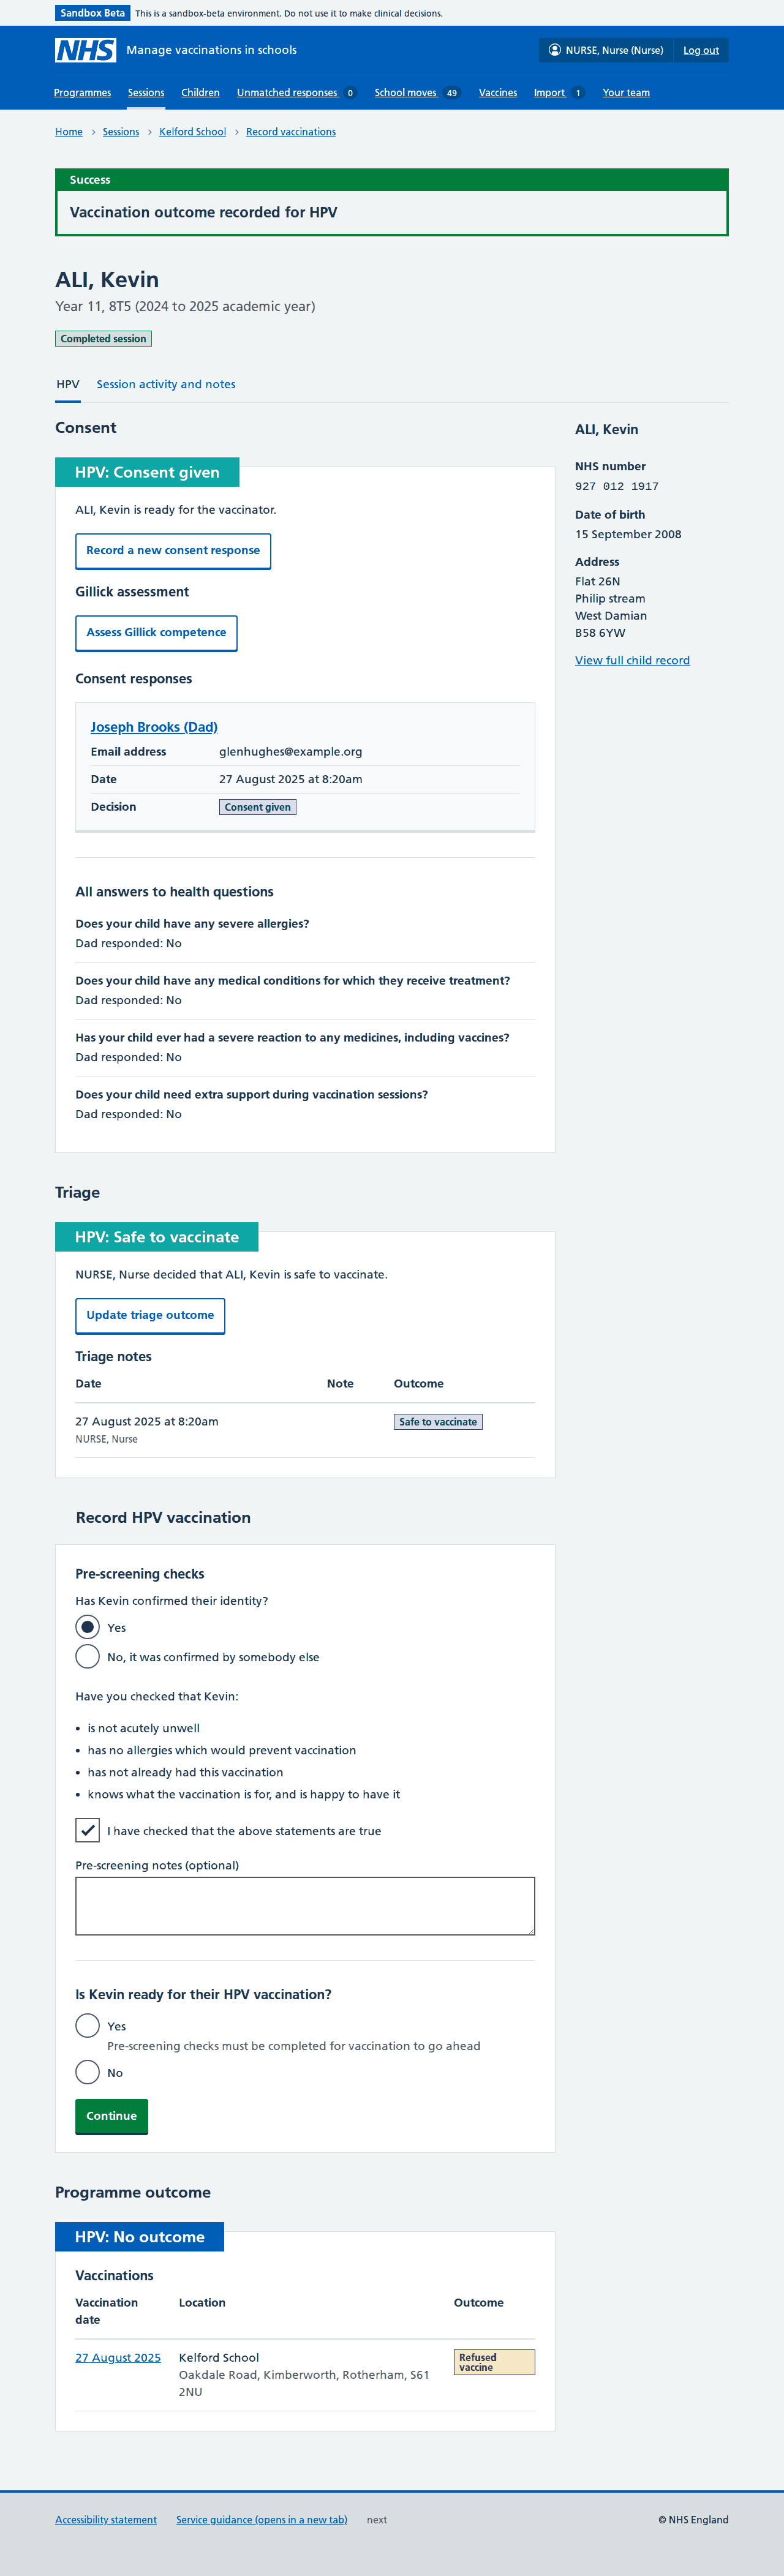 Sandbox Beta This is a sandbox-beta environment. Do not use it to make clinical decisions.
NHS Manage vaccinations in schools NURSE, Nurse (Nurse) Log out
Programmes Sessions Children Unmatched responses 0 School moves 49 Vaccines Import 1 Your team
Home Sessions Kelford School Record vaccinations
Success
Vaccination outcome recorded for HPV
ALI, Kevin
Year 11, 8T5 (2024 to 2025 academic year)
Completed session
HPV Session activity and notes
Consent
HPV: Consent given
ALI, Kevin is ready for the vaccinator.
Record a new consent response
Gillick assessment
Assess Gillick competence
Consent responses
Joseph Brooks (Dad)
Email address glenhughes@example.org
Date 27 August 2025 at 8:20am
Decision Consent given
All answers to health questions
Does your child have any severe allergies?
Dad responded: No
Does your child have any medical conditions for which they receive treatment?
Dad responded: No
Has your child ever had a severe reaction to any medicines, including vaccines?
Dad responded: No
Does your child need extra support during vaccination sessions?
Dad responded: No
ALI, Kevin
NHS number
927 012 1917
Date of birth
15 September 2008
Address
Flat 26N
Philip stream
West Damian
B58 6YW
View full child record
Triage
HPV: Safe to vaccinate
NURSE, Nurse decided that ALI, Kevin is safe to vaccinate.
Update triage outcome
Triage notes
Date Note Outcome
27 August 2025 at 8:20am Safe to vaccinate
NURSE, Nurse
Record HPV vaccination
Pre-screening checks
Has Kevin confirmed their identity?
Yes
No, it was confirmed by somebody else
Have you checked that Kevin:
• is not acutely unwell
• has no allergies which would prevent vaccination
• has not already had this vaccination
• knows what the vaccination is for, and is happy to have it
I have checked that the above statements are true
Pre-screening notes (optional)
Is Kevin ready for their HPV vaccination?
Yes
Pre-screening checks must be completed for vaccination to go ahead
No
Continue
Programme outcome
HPV: No outcome
Vaccinations
Vaccination date Location Outcome
27 August 2025 Kelford School Refused vaccine
Oakdale Road, Kimberworth, Rotherham, S61
2NU
Accessibility statement Service guidance (opens in a new tab) next © NHS England